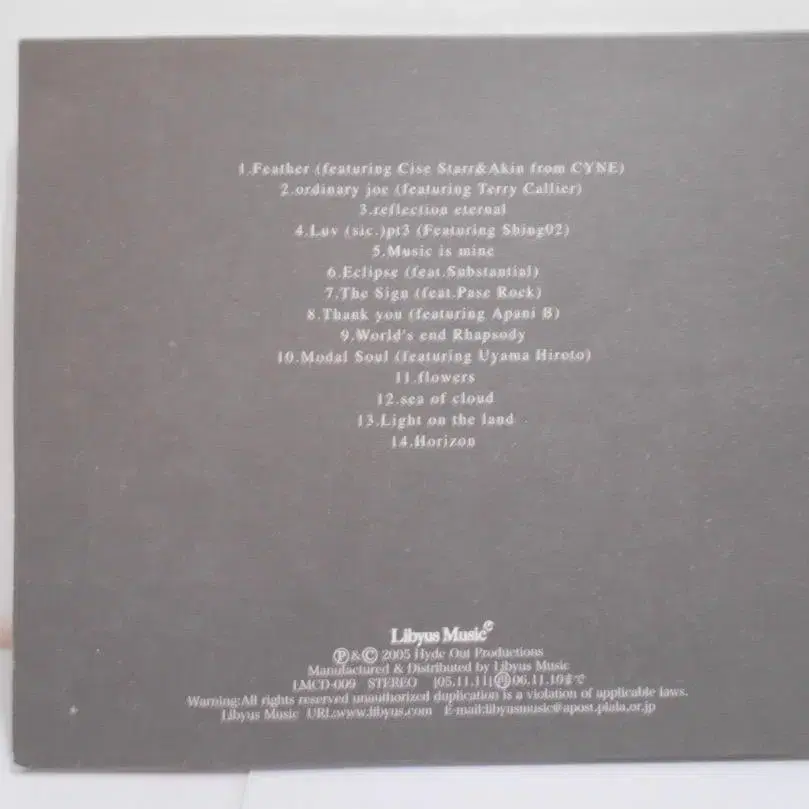 1.Feather (featuring Cise Starr&Akin from CYNE)
2.ordinary joe (featuring Terry Callier)
3.reflection eternal
4.Luv (sic.)pt3 (Featuring Shing02)
5.Music is mine
6.Eclipse (feat.Substantial)
7.The Sign (feat.Pase Rock)
8.Thank you (featuring Apani B)
9.World's end Rhapsody
10.Modal Soul (featuring Uyama Hiroto)
11.flowers
12.sea of cloud
13.Light on the land
14.Horizon
Libyus Music
Ⓟ&Ⓒ 2005 Hyde Out Productions
Manufactured & Distributed by Libyus Music
LMCD-009 STEREO [05.11.11]㊐06.11.10まで
Warning:All rights reserved unauthorized duplication is a violation of applicable laws.
Libyus Music URL:www.libyus.com E-mail:libyusmusic@apost.plala.or.jp